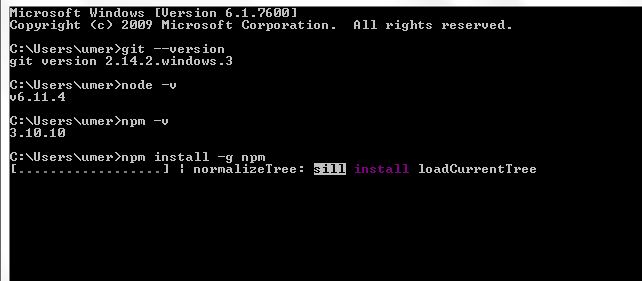 Microsoft Windows [Version 6.1.7600]
Copyright (c) 2009 Microsoft Corporation.  All rights reserved.
C:\Users\umer>git --version
git version 2.14.2.windows.3
C:\Users\umer>node -v
v6.11.4
C:\Users\umer>npm -v
3.10.10
C:\Users\umer>npm install -g npm
[..................] | normalizeTree: sill install loadCurrentTree